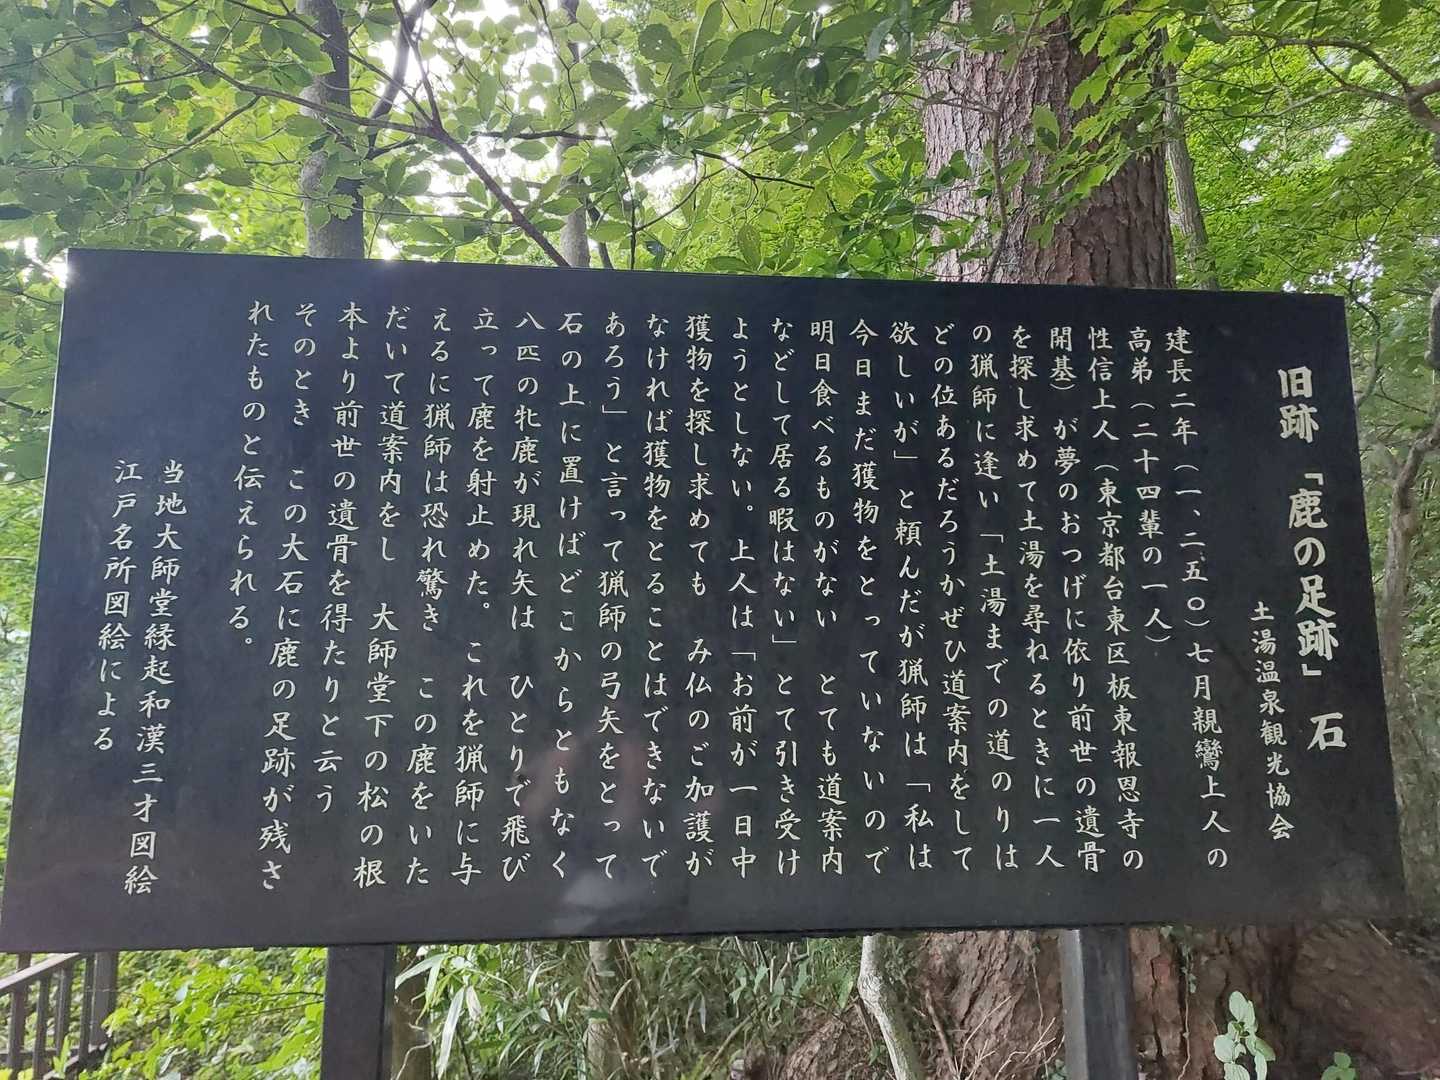 旧跡 「鹿の足跡」 石
土湯温泉観光協会
建長二年（一、二五〇）七月親鸞上人の
高弟（二十四輩の一人）
性信上人（東京都台東区板東報恩寺の
開基）が夢のおつげに依り前世の遺骨
を探し求めて土湯を尋ねるときに一人
の猟師に逢い「土湯までの道のりは
どの位あるだろうかぜひ道案内をして
欲しいが」と頼んだが猟師は「私は
今日まだ獲物をとっていないので
明日食べるものがない とても道案内
などして居る暇はない」とて引き受け
ようとしない。上人は「お前が一日中
獲物を探し求めても み仏のご加護が
なければ獲物をとることはできないで
あろう」と言って猟師の弓矢をとって
石の上に置けばどこからともなく
八匹の牝鹿が現れ矢は ひとりで飛び
立って鹿を射止めた。 これを猟師に与
えるに猟師は恐れ驚き この鹿をいた
だいて道案内をし 大師堂下の松の根
本より前世の遺骨を得たりと云う
そのとき この大石に鹿の足跡が残さ
れたものと伝えられる。
当地大師堂縁起和漢三才図絵
江戸名所図絵による